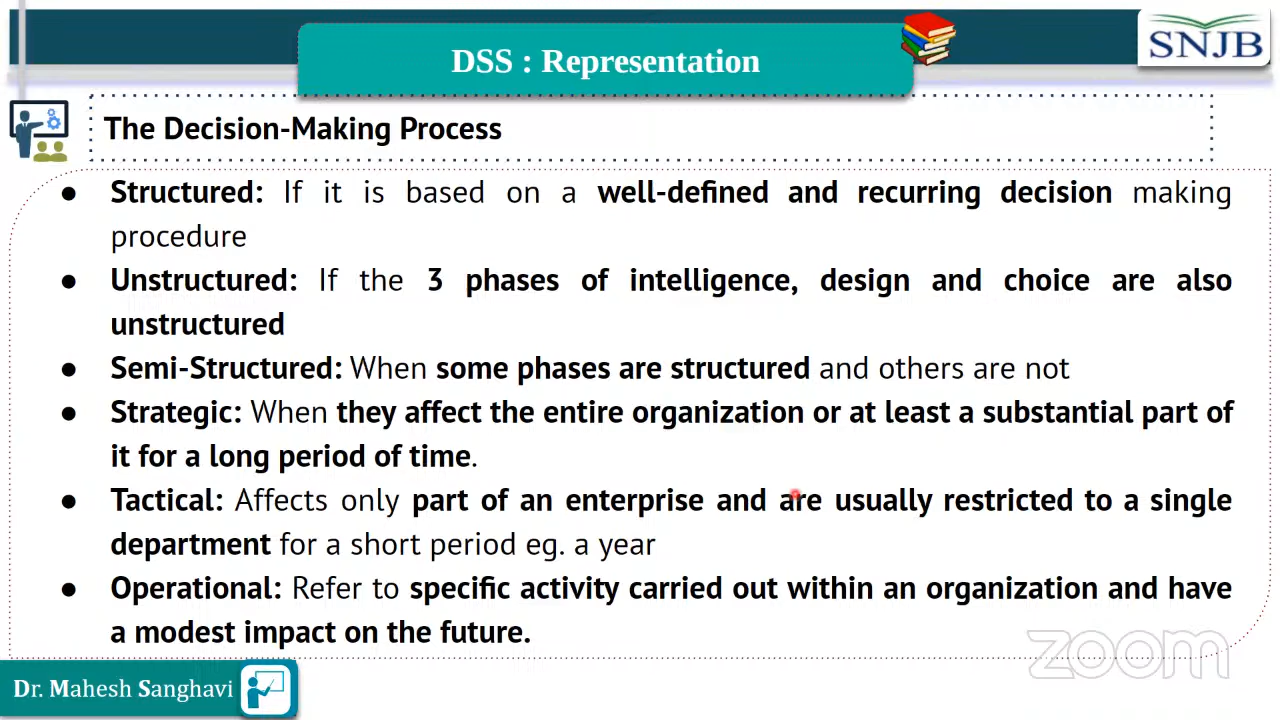 DSS : Representation
SNJB
The Decision-Making Process
● Structured: If it is based on a well-defined and recurring decision making
procedure
● Unstructured: If the 3 phases of intelligence, design and choice are also
unstructured
● Semi-Structured: When some phases are structured and others are not
● Strategic: When they affect the entire organization or at least a substantial part of
it for a long period of time.
● Tactical: Affects only part of an enterprise and are usually restricted to a single
department for a short period eg. a year
● Operational: Refer to specific activity carried out within an organization and have
a modest impact on the future.
zoom
Dr. Mahesh Sanghavi